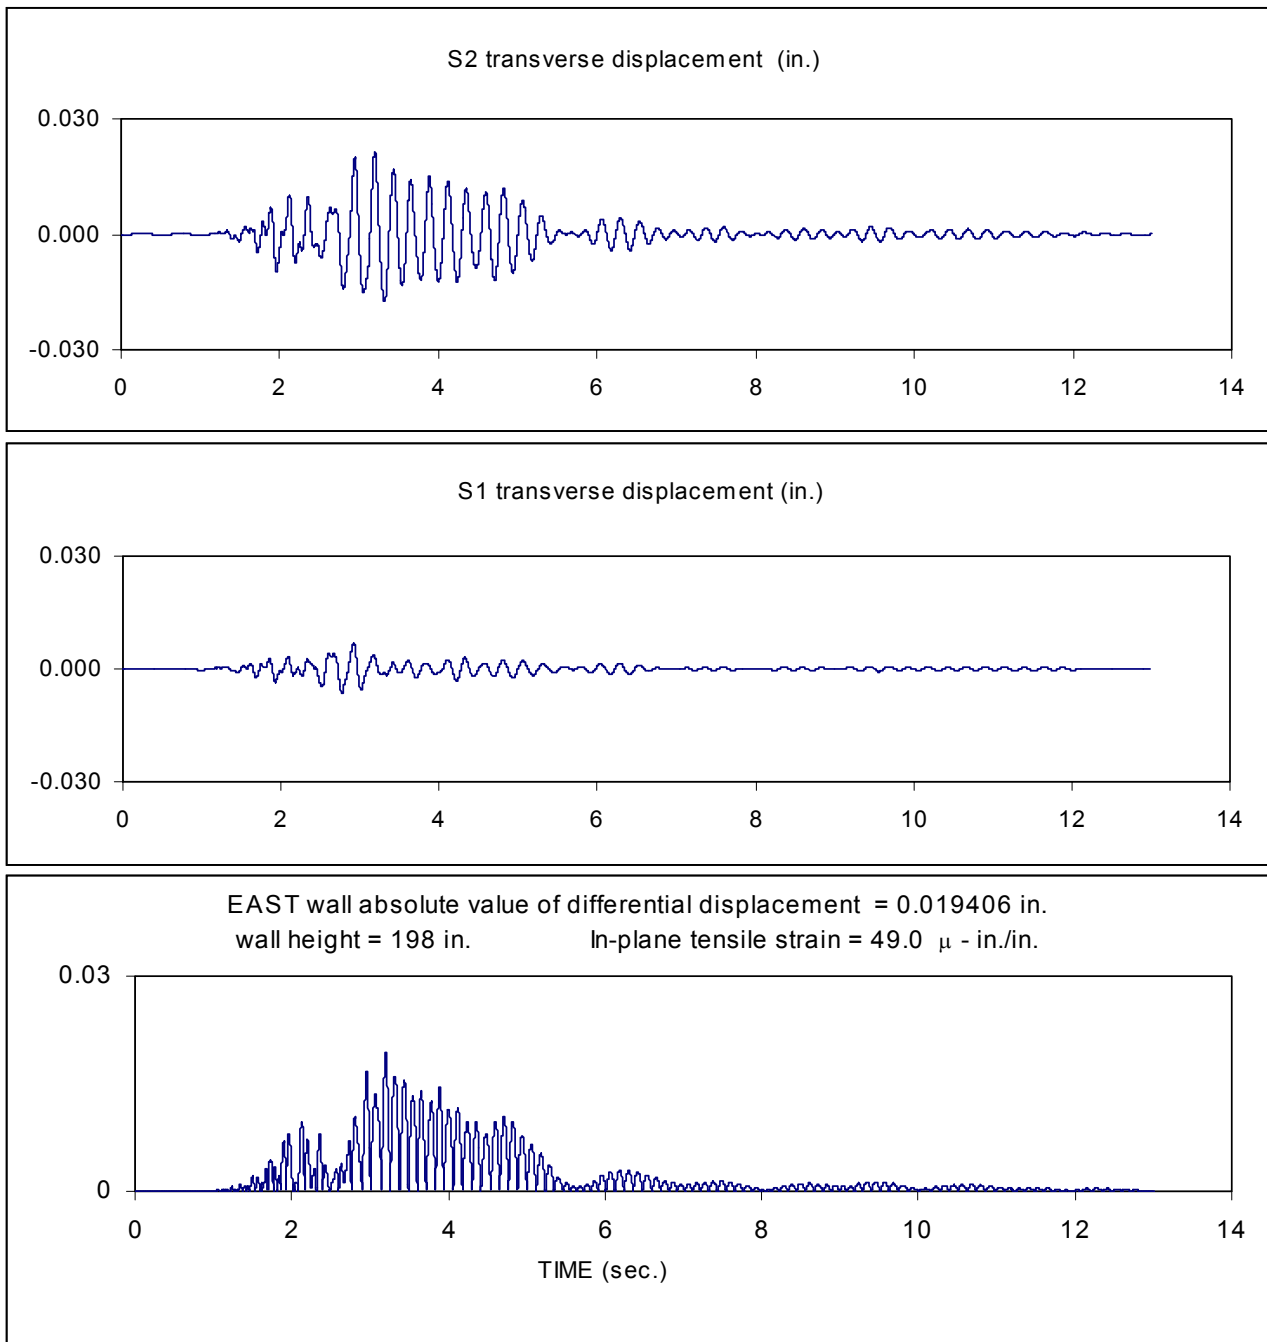 S2 transverse displacement (in.)
0.030
0.000
-0.030
0 2 4 6 8 10 12 14
S1 transverse displacement (in.)
0.030
0.000
-0.030
0 2 4 6 8 10 12 14
EAST wall absolute value of differential displacement = 0.019406 in.
wall height = 198 in. In-plane tensile strain = 49.0 μ - in./in.
0.03
0
0 2 4 6 8 10 12 14
TIME (sec.)